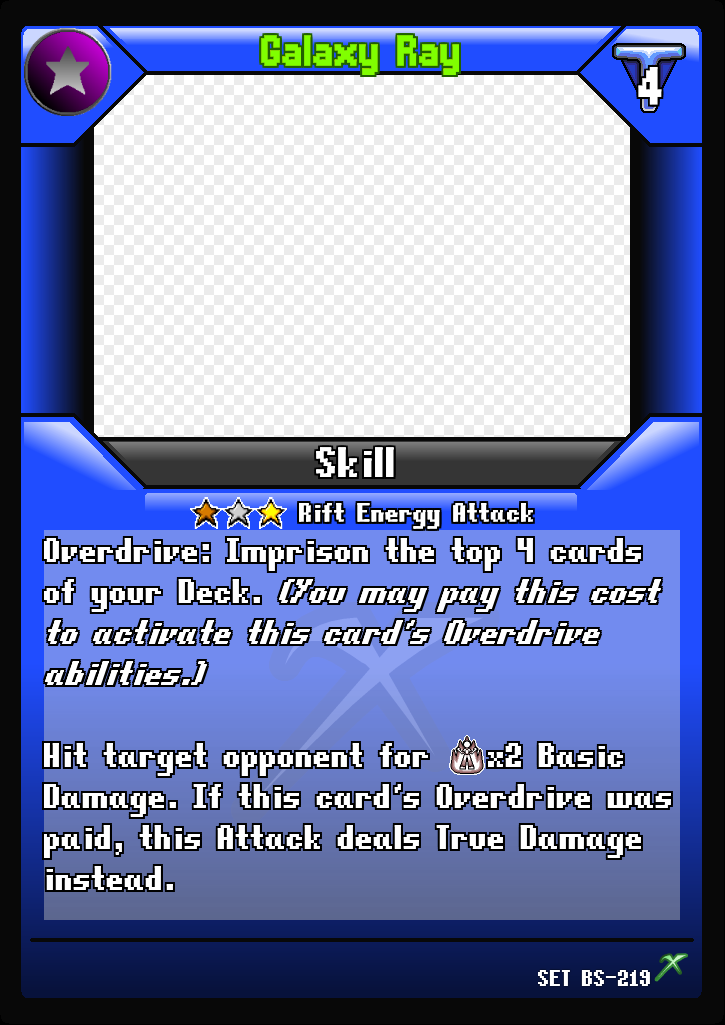 Galaxy Ray
4
Skill
Rift Energy Attack
Overdrive: Imprison the top 4 cards
of your Deck. (You may pay this cost
to activate this card's Overdrive
abilities.)
Hit target opponent for x2 Basic
Damage. If this card's Overdrive was
paid, this Attack deals True Damage
instead.
SET BS-219